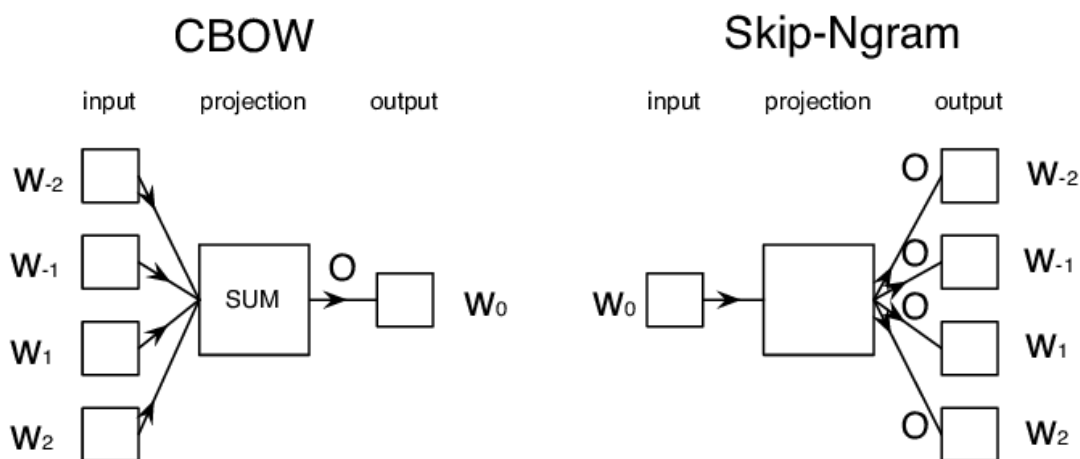 CBOW
input projection output
w-2
w-1
w1
w2
SUM
O
w0
Skip-Ngram
input projection output
w0
O
O
O
O
w-2
w-1
w1
w2